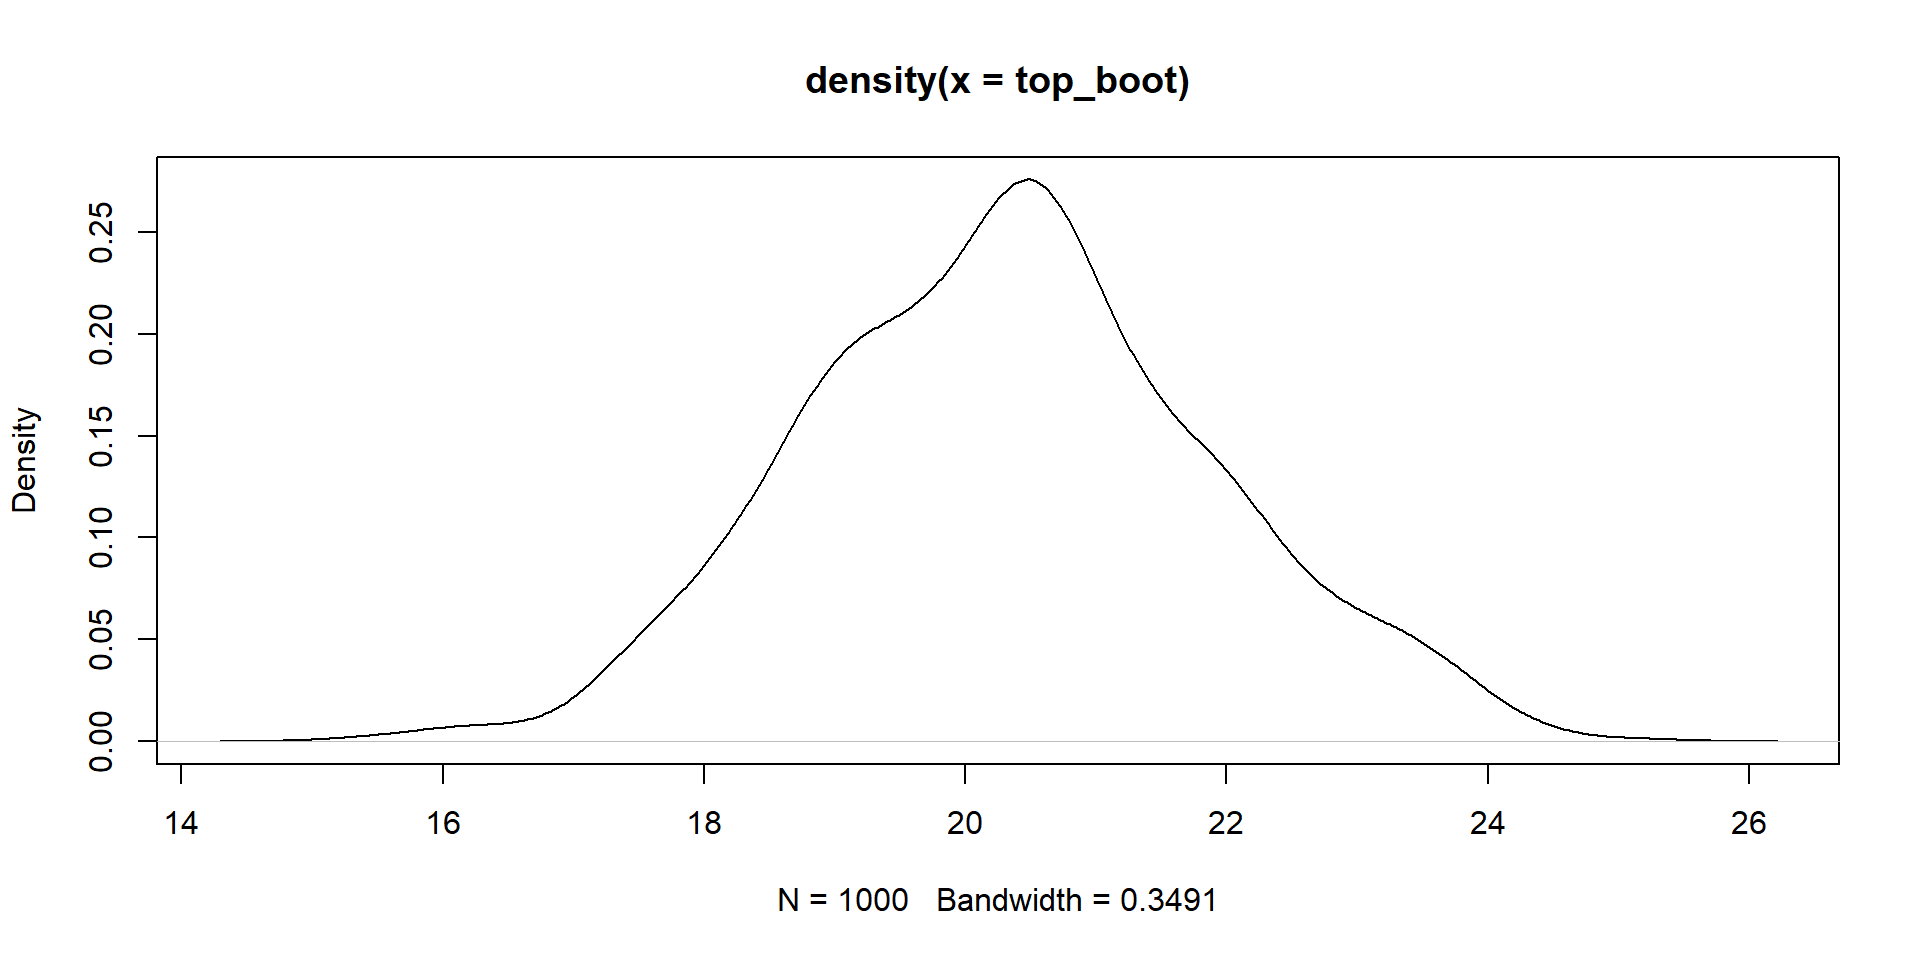 density(x = top_boot)
Density
0.25
0.20
0.15
0.10
0.05
0.00
14 16 18 20 22 24 26
N = 1000 Bandwidth = 0.3491